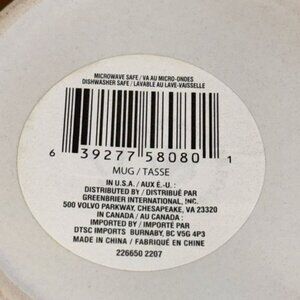 MICROWAVE SAFE / VA AU MICRO-ONDES
DISHWASHER SAFE / LAVABLE AU LAVE-VAISSELLE
6 39277 58080 1
MUG / TASSE
IN U.S.A. / AUX É.-U. :
DISTRIBUTED BY / DISTRIBUÉ PAR
GREENBRIER INTERNATIONAL, INC.
500 VOLVO PARKWAY, CHESAPEAKE, VA 23320
IN CANADA / AU CANADA :
IMPORTED BY / IMPORTÉ PAR
DTSC IMPORTS BURNABY, BC V5G 4P3
MADE IN CHINA / FABRIQUÉ EN CHINE
226650 2207